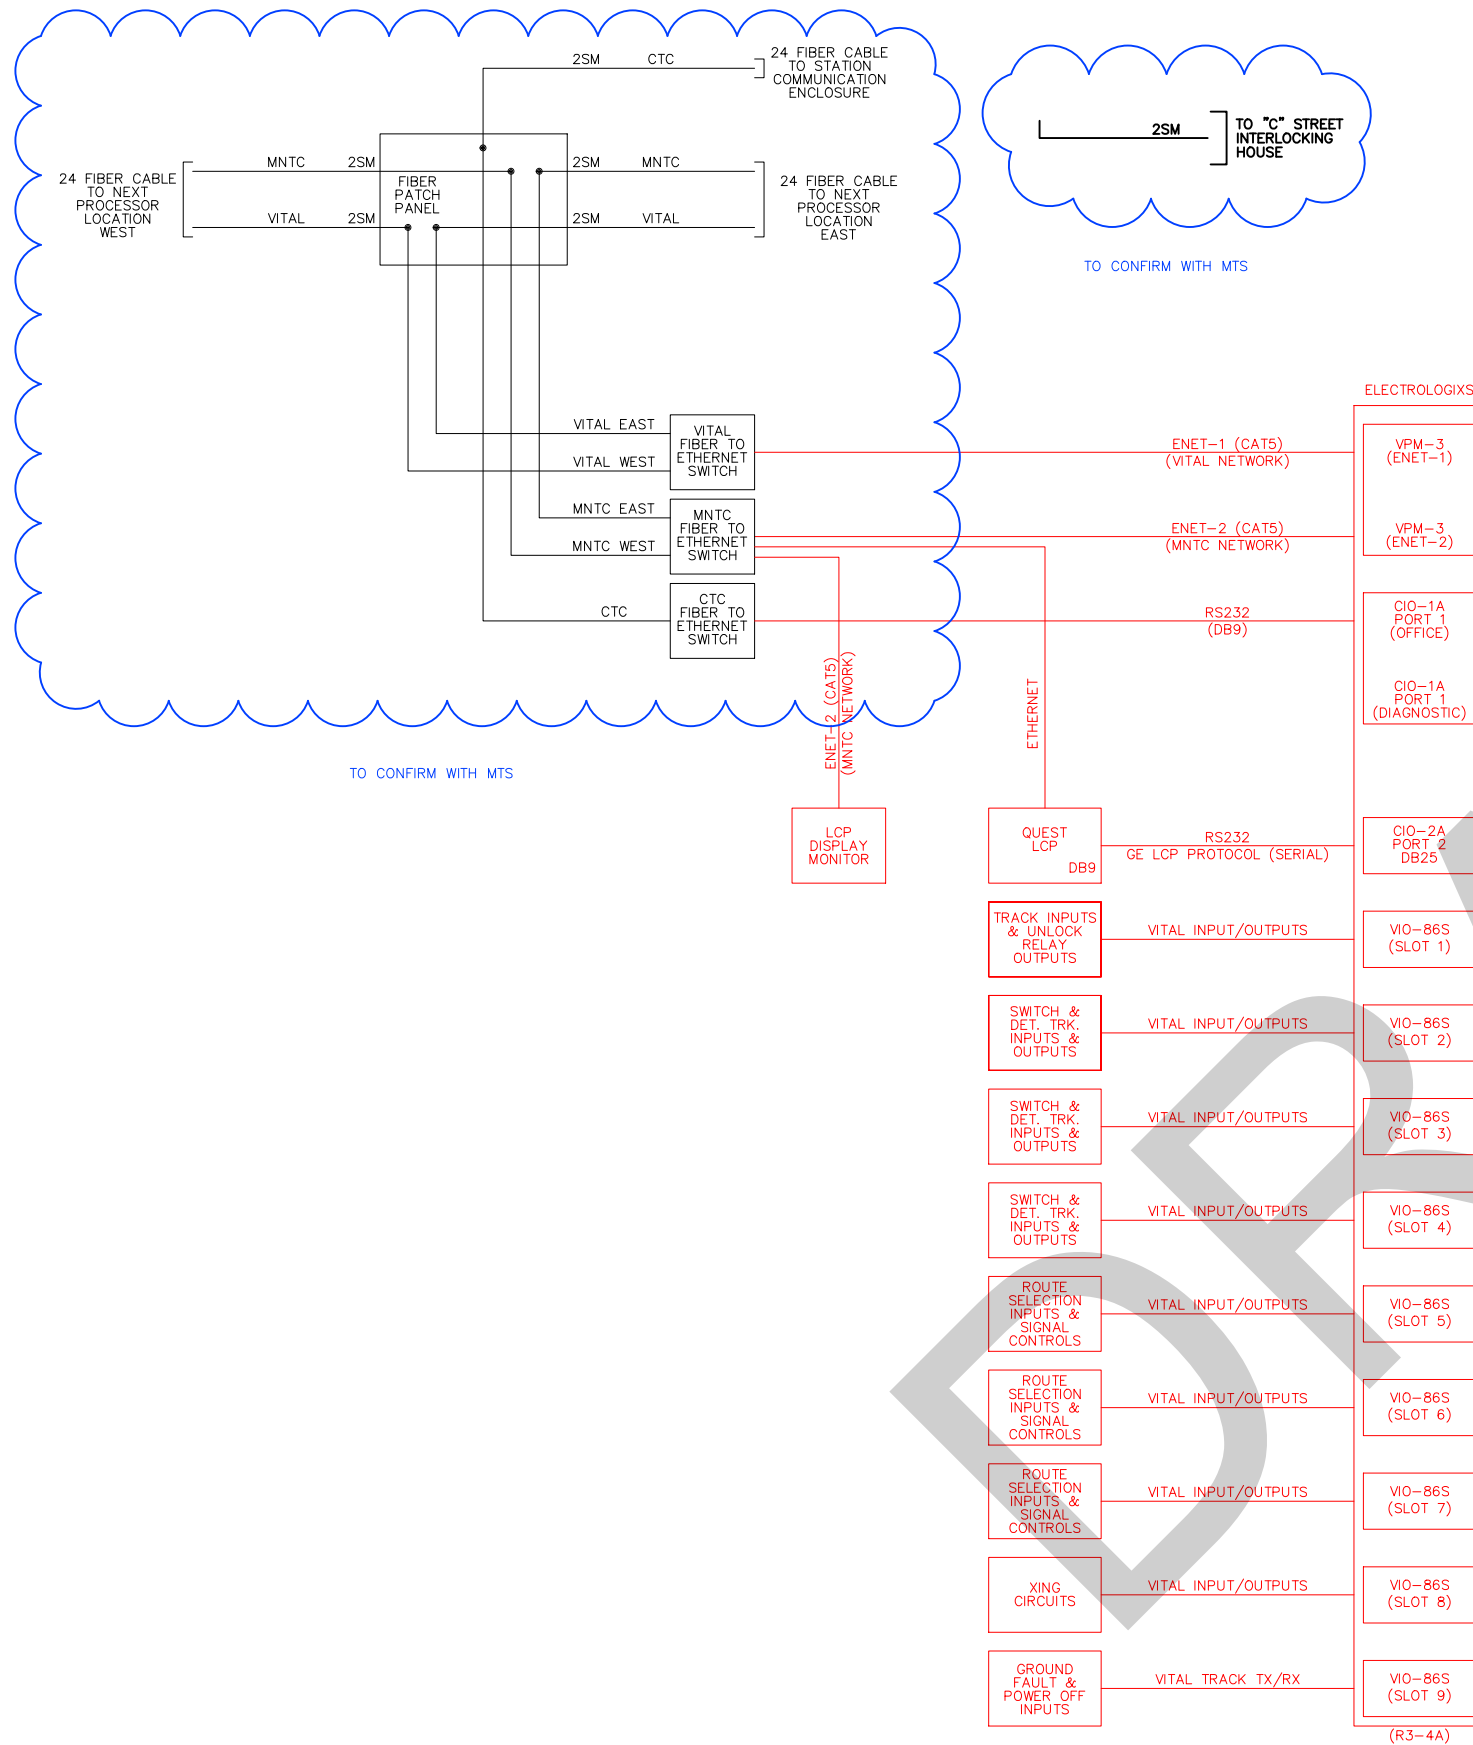 2SM CTC
24 FIBER CABLE
TO STATION
COMMUNICATION
ENCLOSURE
24 FIBER CABLE
TO NEXT
PROCESSOR
LOCATION
WEST
MNTC 2SM
VITAL 2SM
FIBER
PATCH
PANEL
2SM MNTC
2SM VITAL
24 FIBER CABLE
TO NEXT
PROCESSOR
LOCATION
EAST
2SM
TO "C" STREET
INTERLOCKING
HOUSE
TO CONFIRM WITH MTS
VITAL EAST
VITAL WEST
VITAL
FIBER TO
ETHERNET
SWITCH
MNTC EAST
MNTC WEST
MNTC
FIBER TO
ETHERNET
SWITCH
CTC
CTC
FIBER TO
ETHERNET
SWITCH
TO CONFIRM WITH MTS
ELECTROLOGIXS
ENET-1 (CAT5)
(VITAL NETWORK)
VPM-3
(ENET-1)
ENET-2 (CAT5)
(MNTC NETWORK)
VPM-3
(ENET-2)
RS232
(DB9)
CIO-1A
PORT 1
(OFFICE)
CIO-1A
PORT 1
(DIAGNOSTIC)
ENET-2 (CAT5)
(MNTC NETWORK)
ETHERNET
LCP
DISPLAY
MONITOR
QUEST
LCP
DB9
RS232
GE LCP PROTOCOL (SERIAL)
CIO-2A
PORT 2
DB25
TRACK INPUTS
& UNLOCK
RELAY
OUTPUTS
VITAL INPUT/OUTPUTS
VIO-86S
(SLOT 1)
SWITCH &
DET. TRK.
INPUTS &
OUTPUTS
VITAL INPUT/OUTPUTS
VIO-86S
(SLOT 2)
SWITCH &
DET. TRK.
INPUTS &
OUTPUTS
VITAL INPUT/OUTPUTS
VIO-86S
(SLOT 3)
SWITCH &
DET. TRK.
INPUTS &
OUTPUTS
VITAL INPUT/OUTPUTS
VIO-86S
(SLOT 4)
ROUTE
SELECTION
INPUTS &
SIGNAL
CONTROLS
VITAL INPUT/OUTPUTS
VIO-86S
(SLOT 5)
ROUTE
SELECTION
INPUTS &
SIGNAL
CONTROLS
VITAL INPUT/OUTPUTS
VIO-86S
(SLOT 6)
ROUTE
SELECTION
INPUTS &
SIGNAL
CONTROLS
VITAL INPUT/OUTPUTS
VIO-86S
(SLOT 7)
XING
CIRCUITS
VITAL INPUT/OUTPUTS
VIO-86S
(SLOT 8)
GROUND
FAULT &
POWER OFF
INPUTS
VITAL TRACK TX/RX
VIO-86S
(SLOT 9)
(R3-4A)